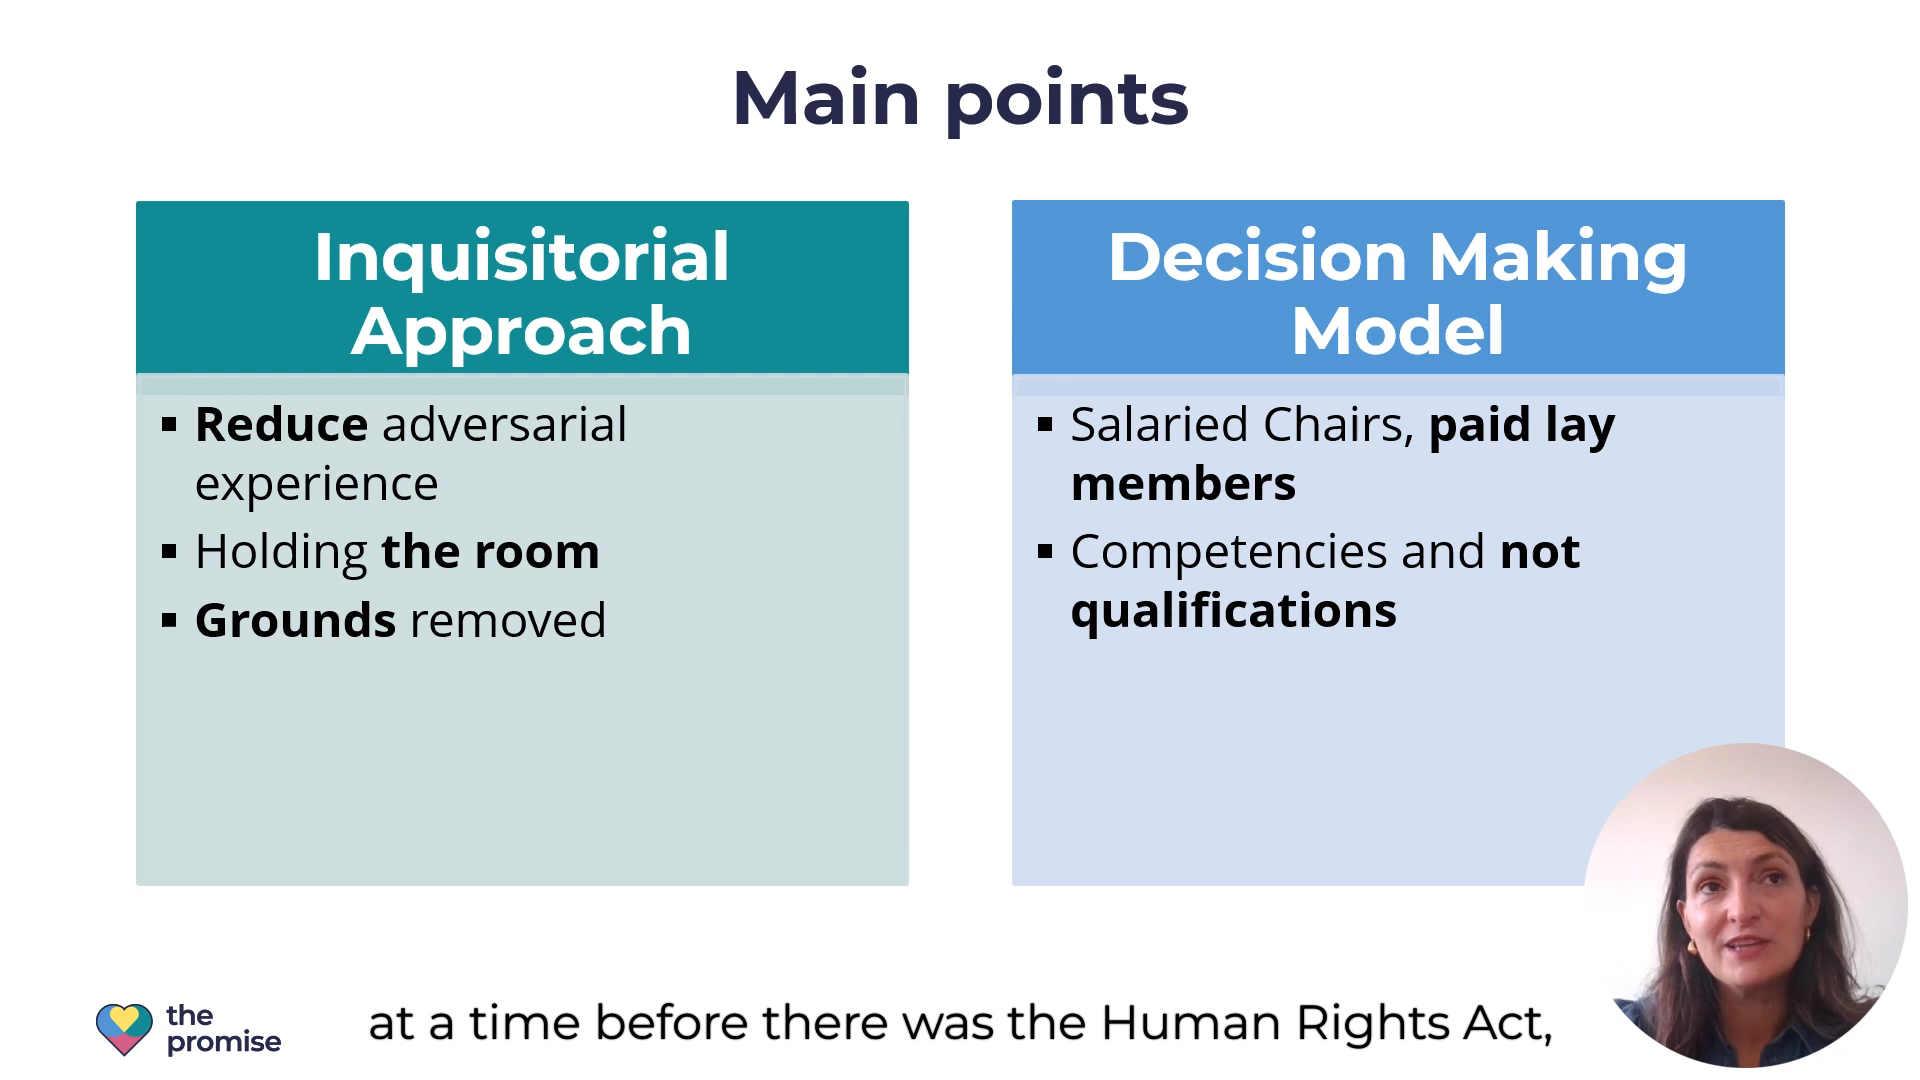 Main points
Inquisitorial
Approach
▪ Reduce adversarial
experience
▪ Holding the room
▪ Grounds removed
Decision Making
Model
▪ Salaried Chairs, paid lay
members
▪ Competencies and not
qualifications
the
promise
at a time before there was the Human Rights Act,